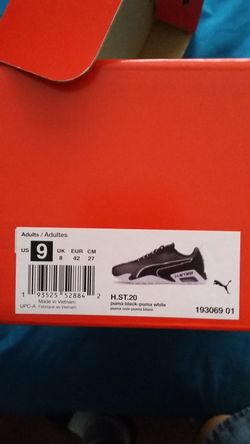 Adults / Adultes
US 9 UK EUR CM
8 42 27
PUMA
1 93525 52884 2
Made in Vietnam
UPC-A Fabriqué au Vietnam
H.ST.20
puma black-puma white
puma noir-puma blanc
193069 01